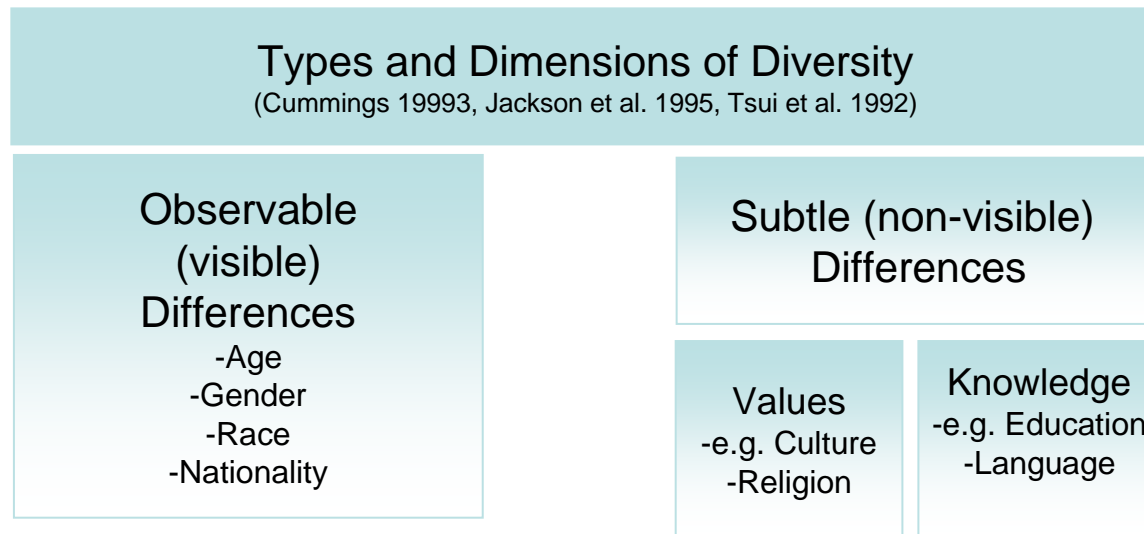 Types and Dimensions of Diversity
(Cummings 19993, Jackson et al. 1995, Tsui et al. 1992)
Observable
(visible)
Differences
-Age
-Gender
-Race
-Nationality
Subtle (non-visible)
Differences
Values
-e.g. Culture
-Religion
Knowledge
-e.g. Education
-Language